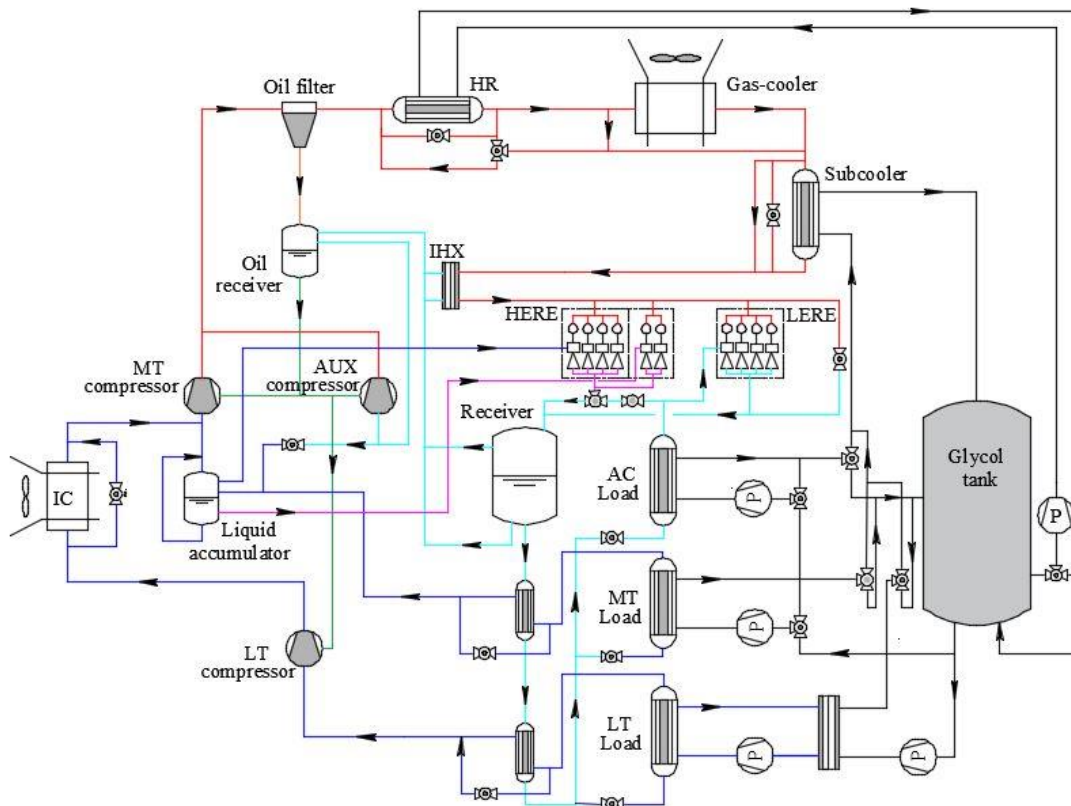 HR
Oil filter
Gas-cooler
Subcooler
IHX
Oil
receiver
HERE
LERE
MT
compressor
AUX
compressor
Receiver
Glycol
tank
AC
Load
P
IC
P
Liquid
accumulator
MT
Load
P
LT
compressor
LT
Load
P
P